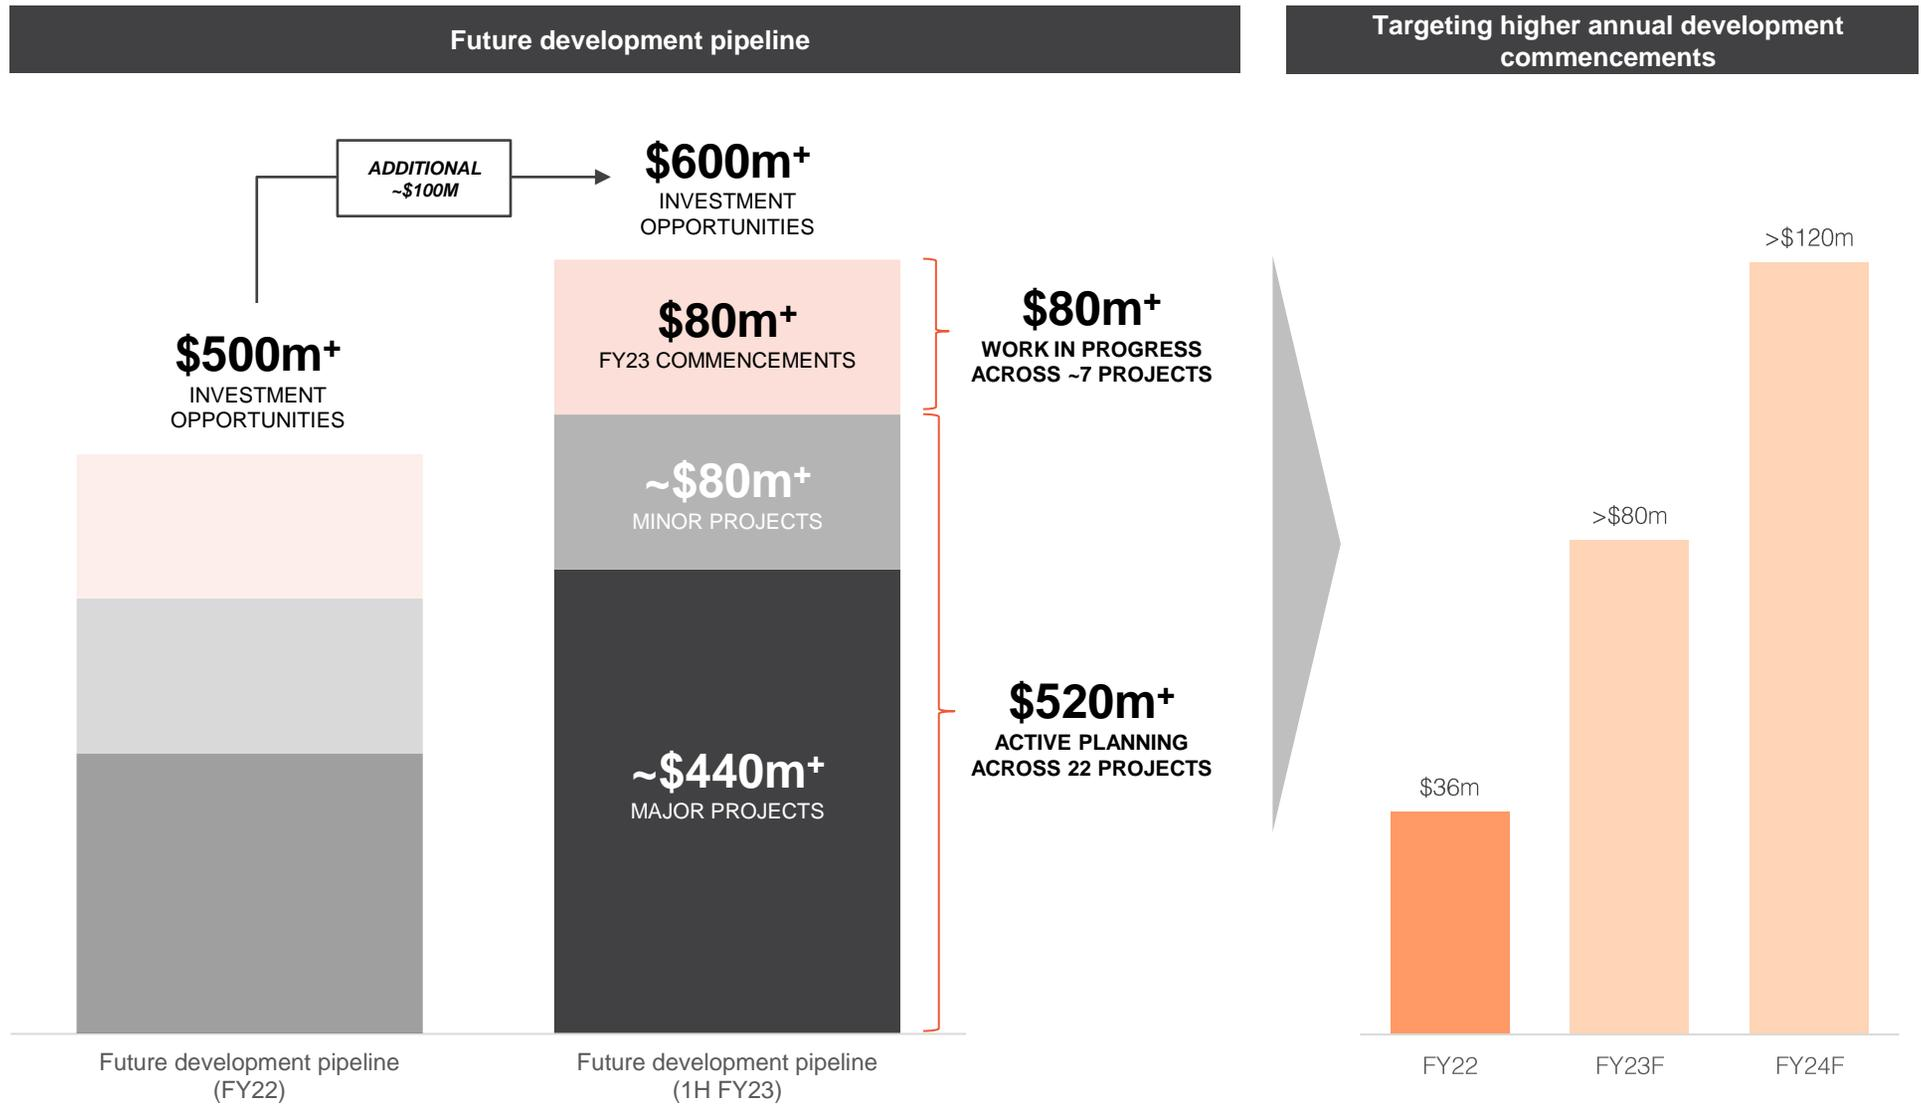 Future development pipeline
Targeting higher annual development
commencements
ADDITIONAL
~$100M
$600m+
INVESTMENT
OPPORTUNITIES
$500m+
INVESTMENT
OPPORTUNITIES
$80m+
FY23 COMMENCEMENTS
~$80m+
MINOR PROJECTS
~$440m+
MAJOR PROJECTS
$80m+
WORK IN PROGRESS
ACROSS ~7 PROJECTS
$520m+
ACTIVE PLANNING
ACROSS 22 PROJECTS
Future development pipeline
(FY22)
Future development pipeline
(1H FY23)
$36m
>$80m
>$120m
FY22
FY23F
FY24F